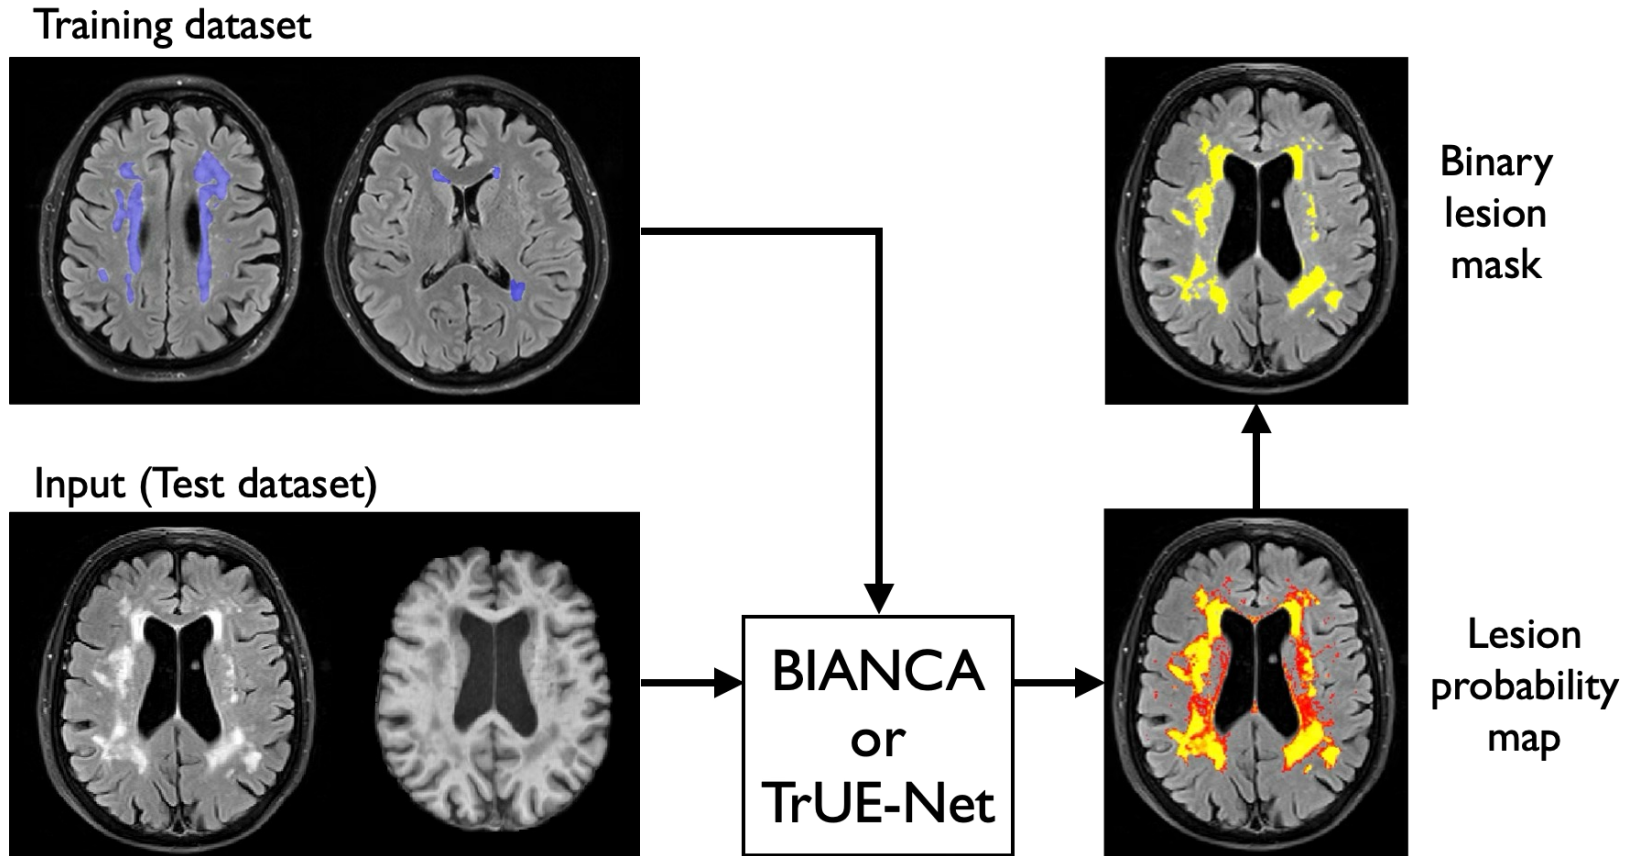 Training dataset
Binary
lesion
mask
Input (Test dataset)
BIANCA
or
TrUE-Net
Lesion
probability
map